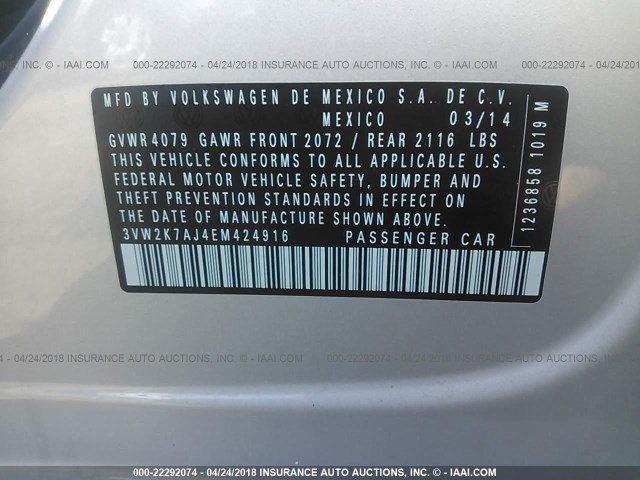 000-22292074 - 04/24/2018 INSURANCE AUTO AUCTIONS, INC. © - IAAI.COM
MFD BY VOLKSWAGEN DE MEXICO S.A. DE C.V.
MEXICO 03/14
GVWR4079 GAWR FRONT 2072 / REAR 2116 LBS
THIS VEHICLE CONFORMS TO ALL APPLICABLE U.S.
FEDERAL MOTOR VEHICLE SAFETY, BUMPER AND
THEFT PREVENTION STANDARDS IN EFFECT ON
THE DATE OF MANUFACTURE SHOWN ABOVE.
3VW2K7AJ4EM424916 PASSENGER CAR
1236858 1019 M
000-22292074 - 04/24/2018 INSURANCE AUTO AUCTIONS, INC. © - IAAI.COM
000-22292074 - 04/24/2018 INSURANCE AUTO AUCTIONS, INC. © - IAAI.COM